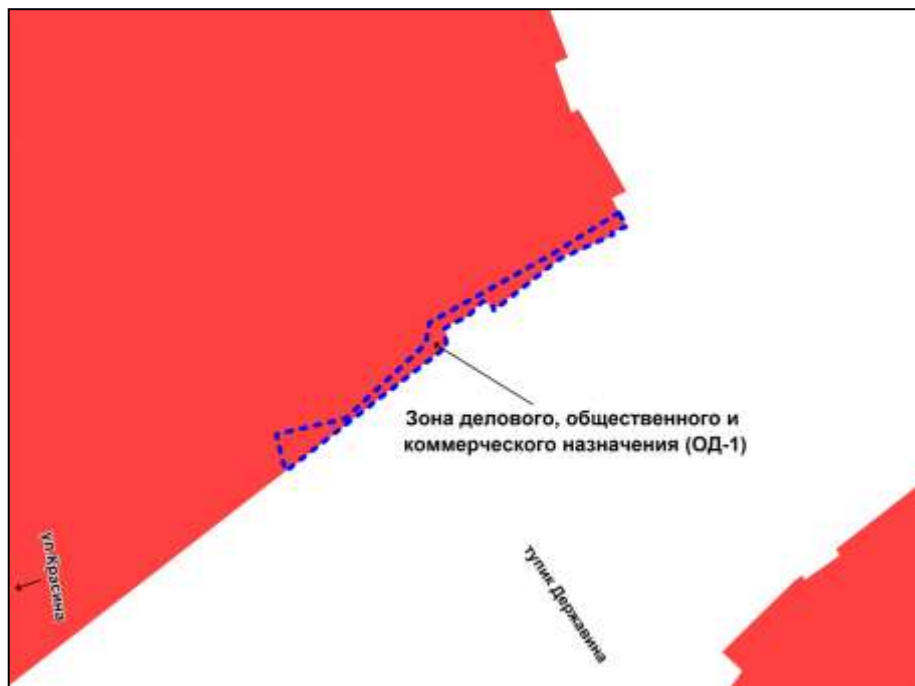 Зона делового, общественного и
коммерческого назначения (ОД-1)
ул.Красина
тупик Державина